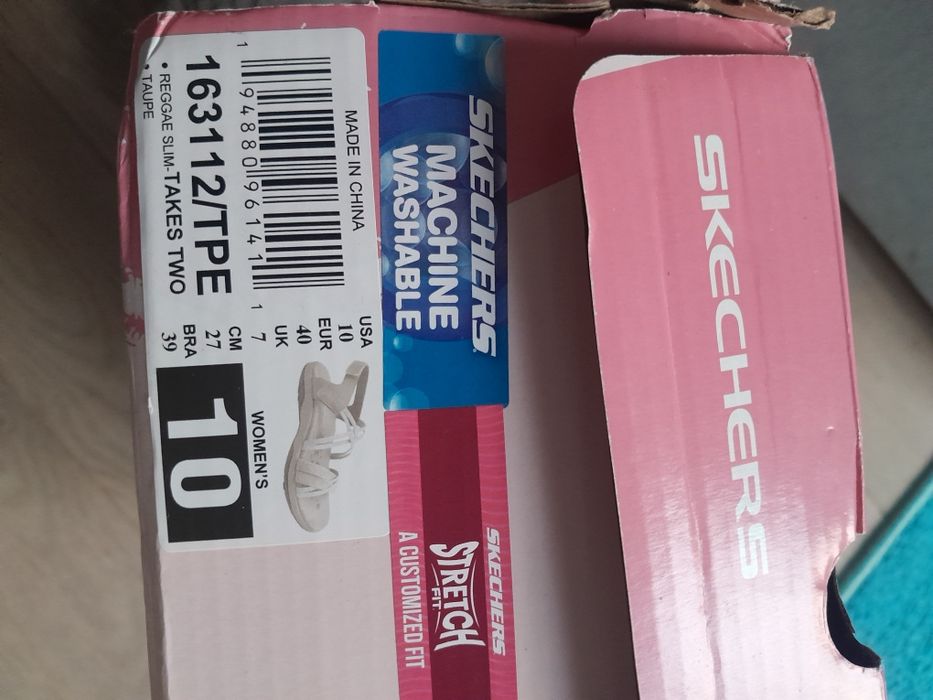 MADE IN CHINA
1 94880 96141 1
163112/TPE
• REGGAE SLIM-TAKES TWO
• TAUPE
USA
10
EUR
40
UK
7
CM
27
BRA
39
WOMEN'S
10
SKECHERS
MACHINE
WASHABLE
SKECHERS
STRETCH
FIT
A CUSTOMIZED FIT
SKECHERS